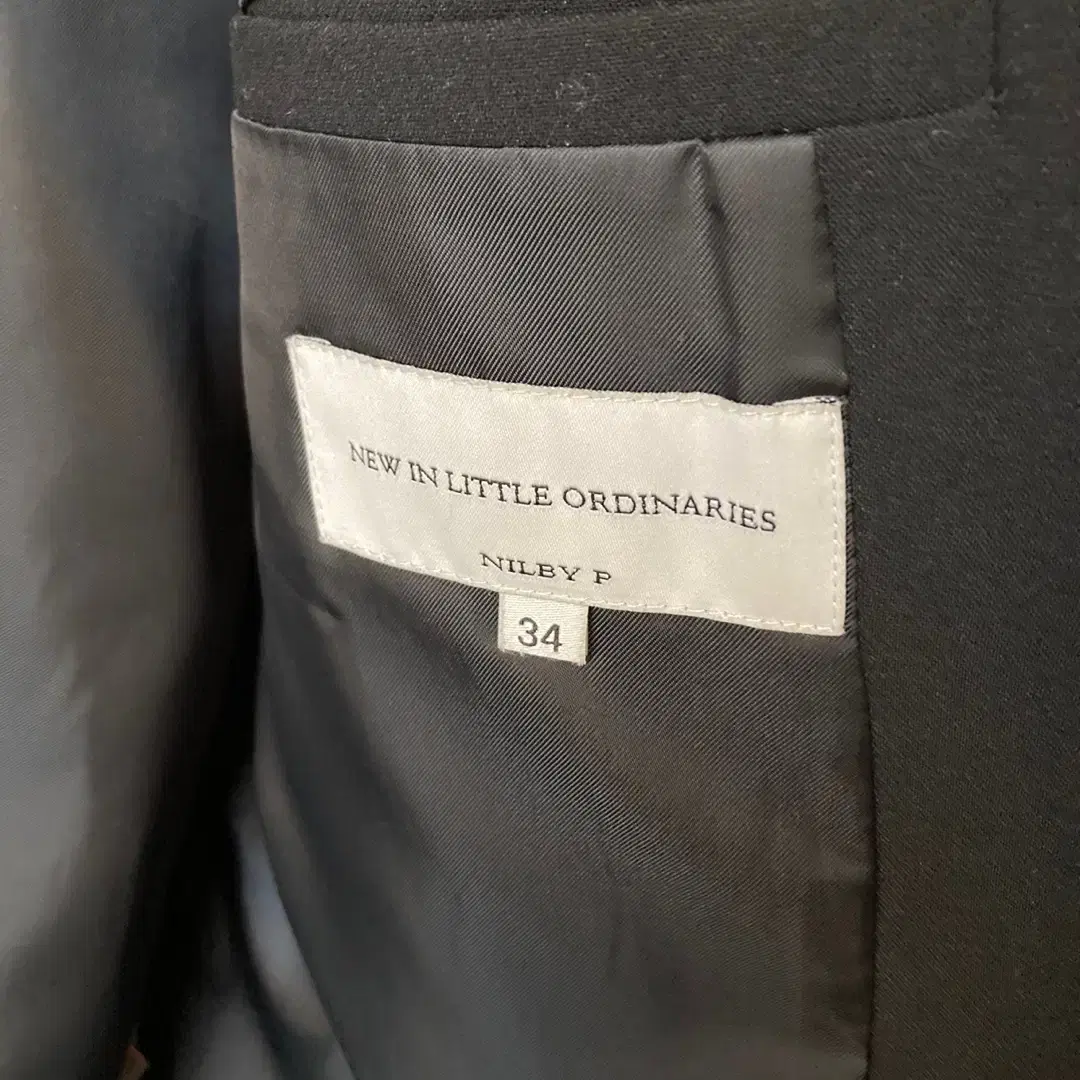 NEW IN LITTLE ORDINARIES
NILBY P
34